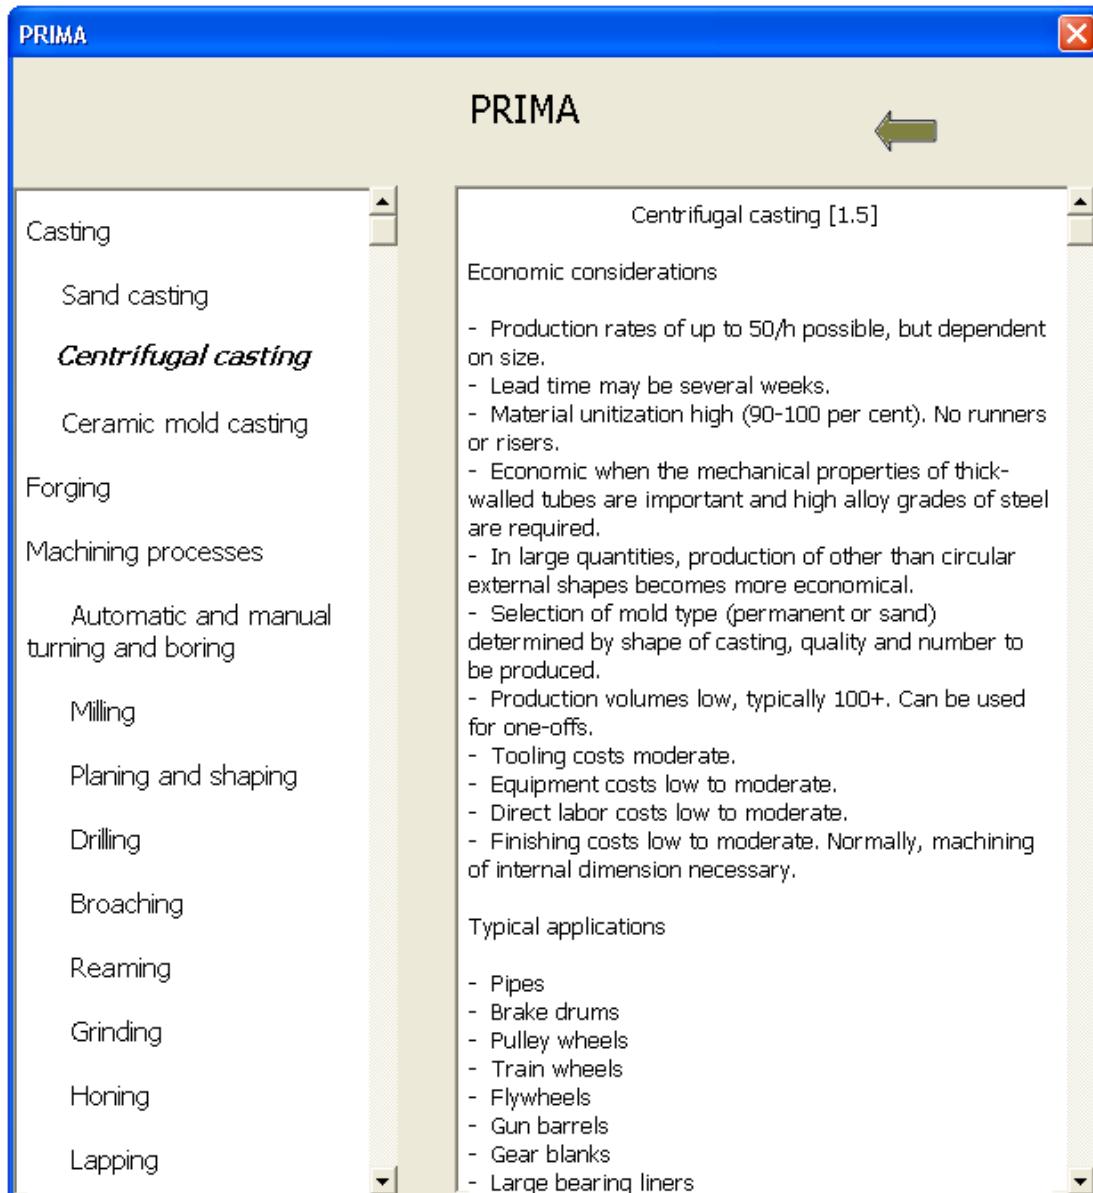 PRIMA
PRIMA
Casting
Sand casting
Centrifugal casting
Ceramic mold casting
Forging
Machining processes
Automatic and manual
turning and boring
Milling
Planing and shaping
Drilling
Broaching
Reaming
Grinding
Honing
Lapping
Centrifugal casting [1.5]
Economic considerations
- Production rates of up to 50/h possible, but dependent
on size.
- Lead time may be several weeks.
- Material unitization high (90-100 per cent). No runners
or risers.
- Economic when the mechanical properties of thick-
walled tubes are important and high alloy grades of steel
are required.
- In large quantities, production of other than circular
external shapes becomes more economical.
- Selection of mold type (permanent or sand)
determined by shape of casting, quality and number to
be produced.
- Production volumes low, typically 100+. Can be used
for one-offs.
- Tooling costs moderate.
- Equipment costs low to moderate.
- Direct labor costs low to moderate.
- Finishing costs low to moderate. Normally, machining
of internal dimension necessary.
Typical applications
- Pipes
- Brake drums
- Pulley wheels
- Train wheels
- Flywheels
- Gun barrels
- Gear blanks
- Large bearing liners